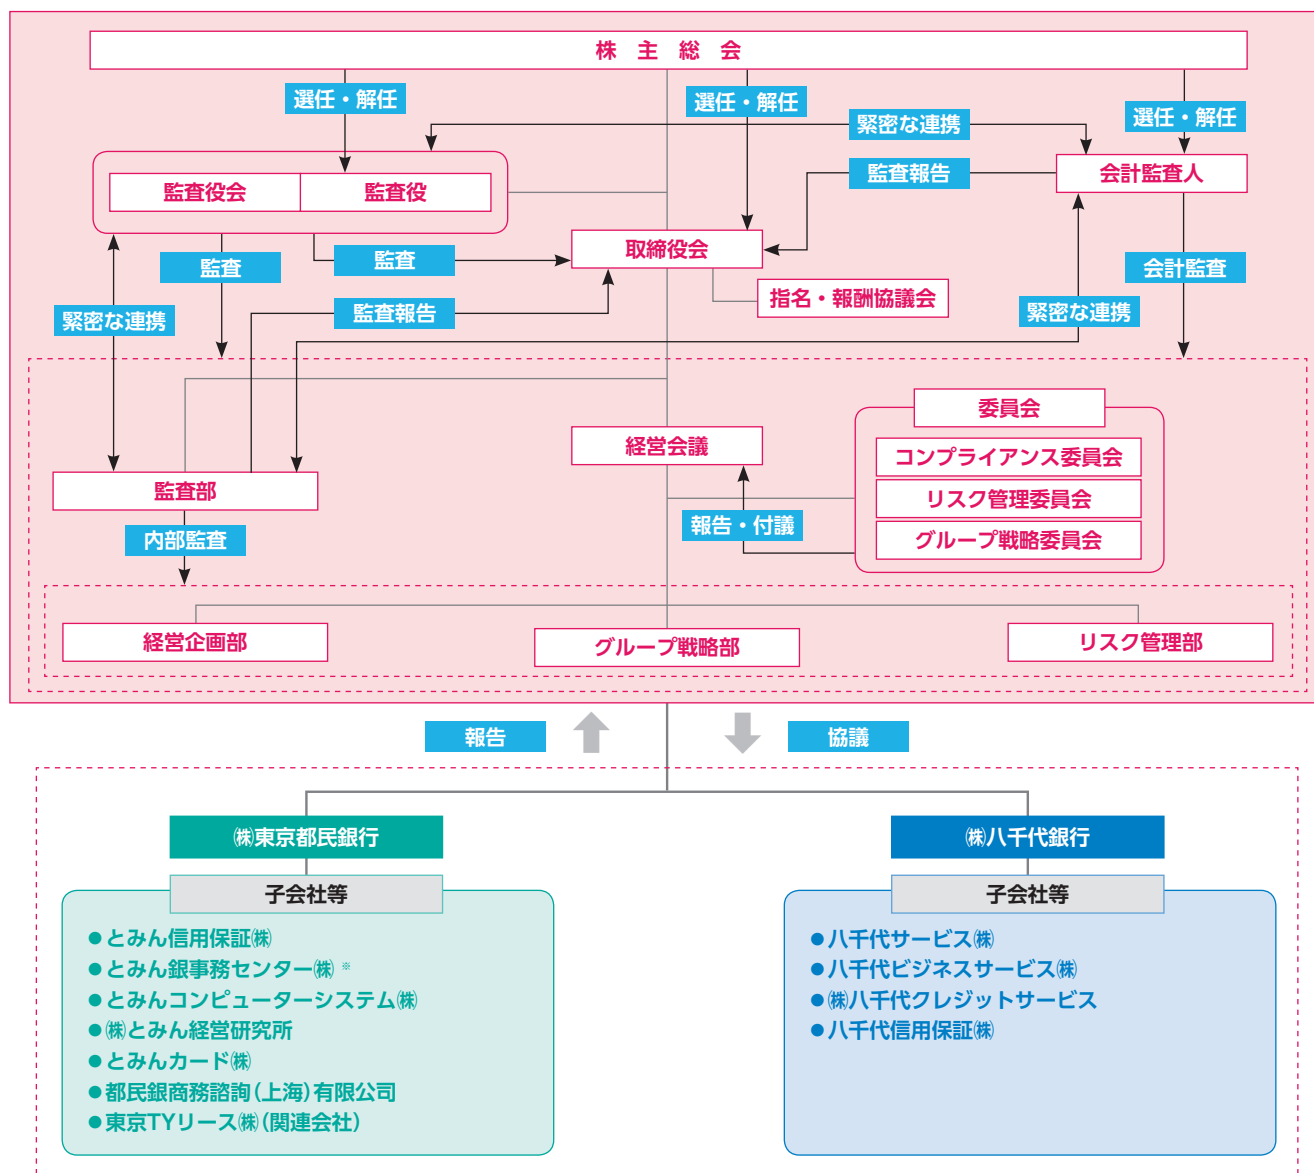 株 主 総 会
選任・解任
選任・解任
選任・解任
緊密な連携
監査報告
会計監査人
監査役会
監査役
取締役会
監査
監査
会計監査
指名・報酬協議会
緊密な連携
監査報告
緊密な連携
委員会
経営会議
コンプライアンス委員会
リスク管理委員会
グループ戦略委員会
監査部
報告・付議
内部監査
経営企画部
グループ戦略部
リスク管理部
報告
協議
㈱東京都民銀行
子会社等
●とみん信用保証㈱
●とみん銀事務センター㈱ ※
●とみんコンピューターシステム㈱
●㈱とみん経営研究所
●とみんカード㈱
●都民銀商務諮詢(上海)有限公司
●東京TYリース㈱(関連会社)
㈱八千代銀行
子会社等
●八千代サービス㈱
●八千代ビジネスサービス㈱
●㈱八千代クレジットサービス
●八千代信用保証㈱